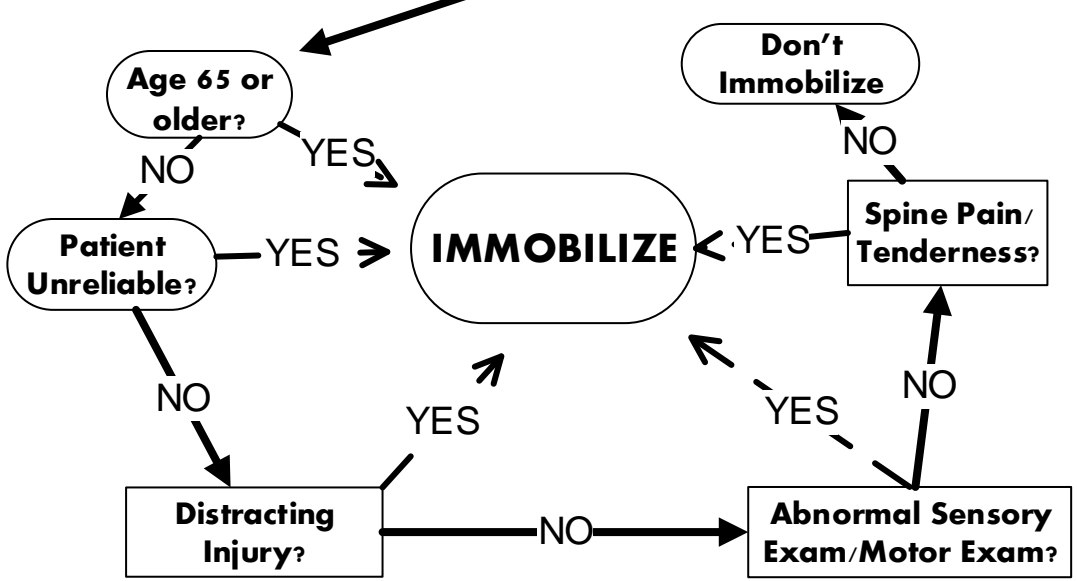 Age 65 or
older?
YES
NO
Patient
Unreliable?
YES
NO
Distracting
Injury?
YES
NO
Abnormal Sensory
Exam/Motor Exam?
YES
NO
Spine Pain/
Tenderness?
YES
NO
Don't
Immobilize
IMMOBILIZE